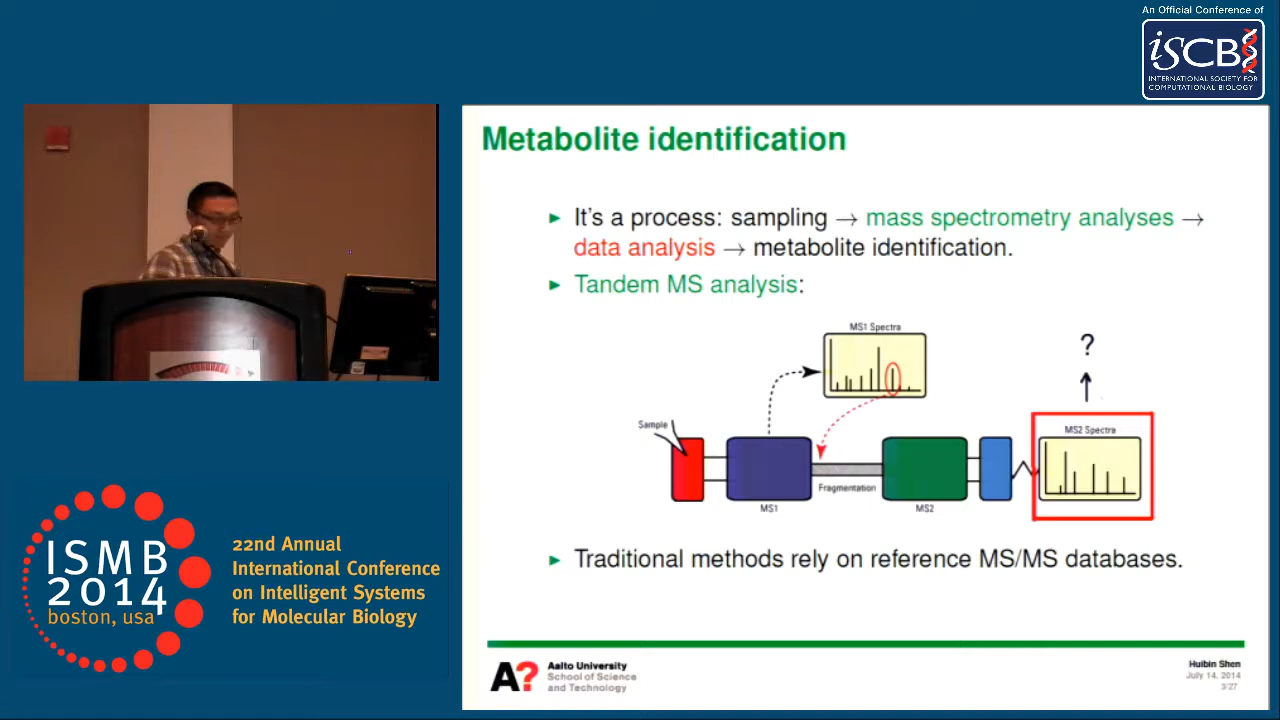 An Official Conference of
iSCB
INTERNATIONAL SOCIETY FOR
COMPUTATIONAL BIOLOGY
Metabolite identification
► It's a process: sampling → mass spectrometry analyses →
data analysis → metabolite identification.
► Tandem MS analysis:
MS1 Spectra
?
Sample
MS2 Spectra
Fragmentation
MS1
MS2
► Traditional methods rely on reference MS/MS databases.
ISMB
2014
boston, usa
22nd Annual
International Conference
on Intelligent Systems
for Molecular Biology
A?
Aalto University
School of Science
and Technology
Huibin Shen
July 14, 2014
3/27